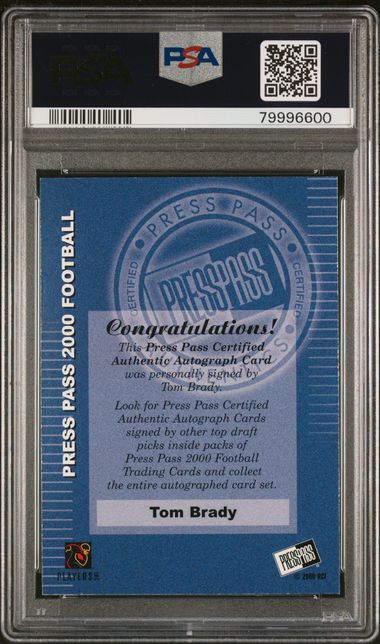 PSA
79996600
PRESS PASS 2000 FOOTBALL
PRESS PASS
CERTIFIED
CERTIFIED
PRESS PASS
Congratulations!
This Press Pass Certified
Authentic Autograph Card
was personally signed by
Tom Brady.
Look for Press Pass Certified
Authentic Autograph Cards
signed by other top draft
picks inside packs of
Press Pass 2000 Football
Trading Cards and collect
the entire autographed card set.
Tom Brady
PLAYERS INC
PRESS PASS
© 2000 RCI
PSA